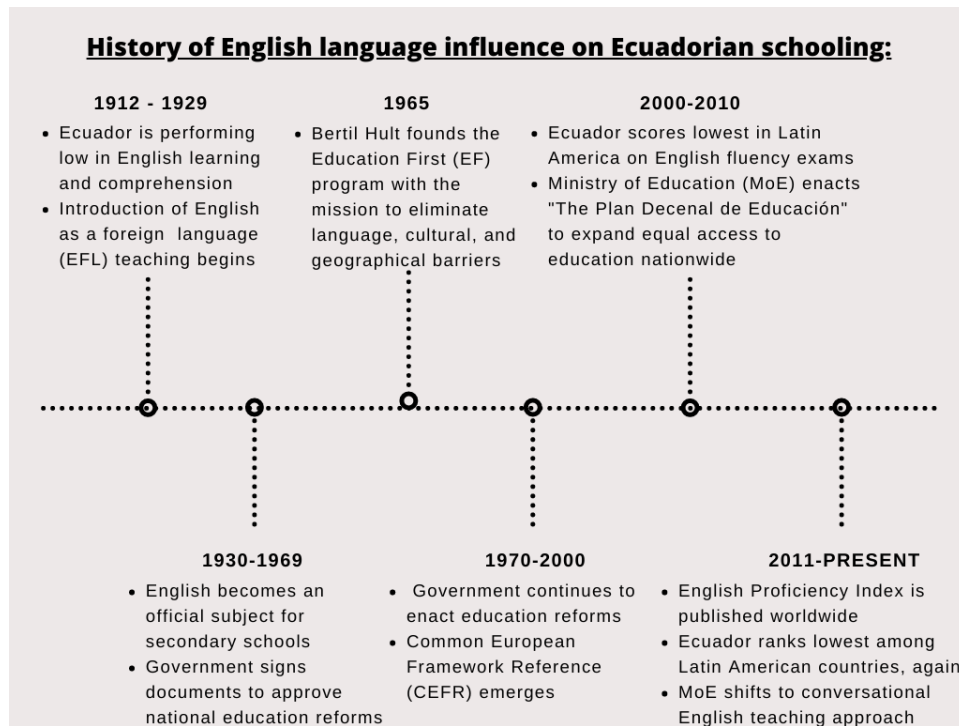 History of English language influence on Ecuadorian schooling:
1912 - 1929
• Ecuador is performing
low in English learning
and comprehension
• Introduction of English
as a foreign language
(EFL) teaching begins
1965
• Bertil Hult founds the
Education First (EF)
program with the
mission to eliminate
language, cultural, and
geographical barriers
2000-2010
• Ecuador scores lowest in Latin
America on English fluency exams
• Ministry of Education (MoE) enacts
"The Plan Decenal de Educación"
to expand equal access to
education nationwide
1930-1969
• English becomes an
official subject for
secondary schools
• Government signs
documents to approve
national education reforms
1970-2000
• Government continues to
enact education reforms
• Common European
Framework Reference
(CEFR) emerges
2011-PRESENT
• English Proficiency Index is
published worldwide
• Ecuador ranks lowest among
Latin American countries, again
• MoE shifts to conversational
English teaching approach